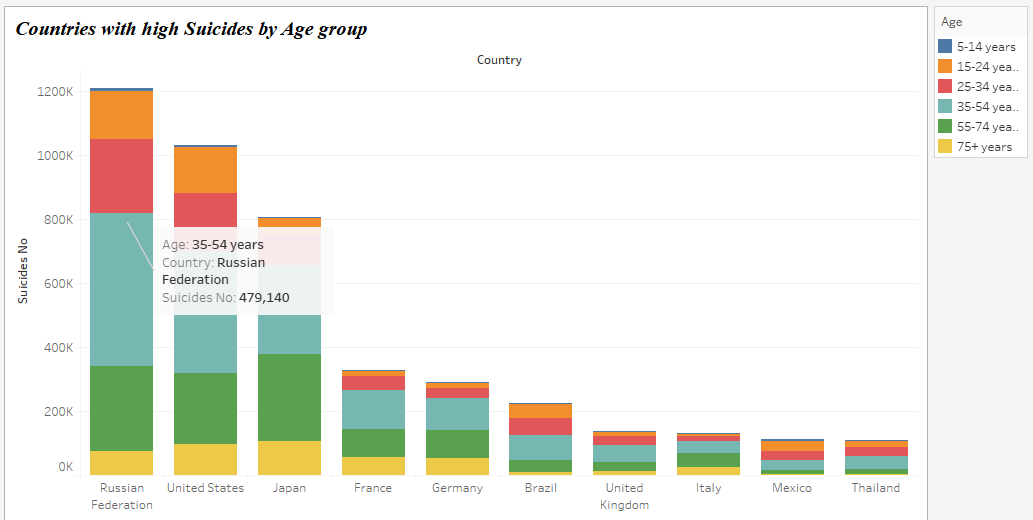 Countries with high Suicides by Age group
Country
Suicides No
1200K
1000K
800K
600K
400K
200K
0K
Age: 35-54 years
Country: Russian
Federation
Suicides No: 479,140
Russian
Federation
United States
Japan
France
Germany
Brazil
United
Kingdom
Italy
Mexico
Thailand
Age
5-14 years
15-24 yea..
25-34 yea..
35-54 yea..
55-74 yea..
75+ years